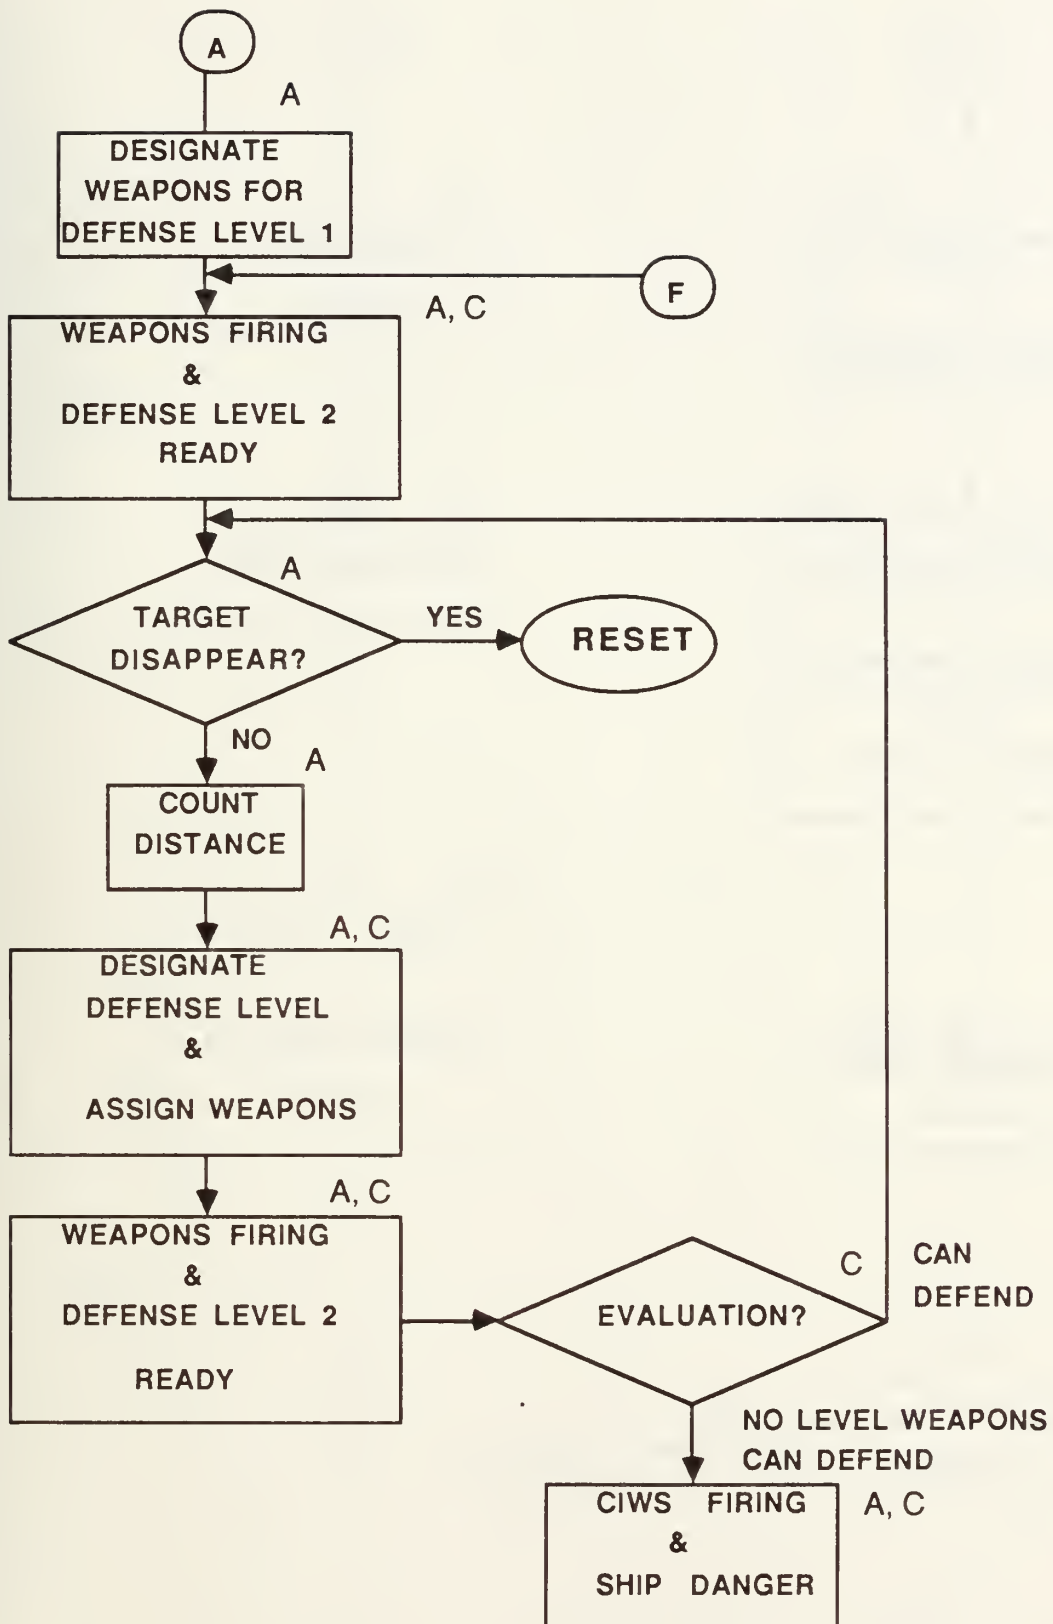 A
A
DESIGNATE
WEAPONS FOR
DEFENSE LEVEL 1
F
A, C
WEAPONS FIRING
&
DEFENSE LEVEL 2
READY
A
TARGET
DISAPPEAR?
YES
RESET
NO
A
COUNT
DISTANCE
A, C
DESIGNATE
DEFENSE LEVEL
&
ASSIGN WEAPONS
A, C
WEAPONS FIRING
&
DEFENSE LEVEL 2
READY
EVALUATION?
C
CAN
DEFEND
NO LEVEL WEAPONS
CAN DEFEND
A, C
CIWS FIRING
&
SHIP DANGER